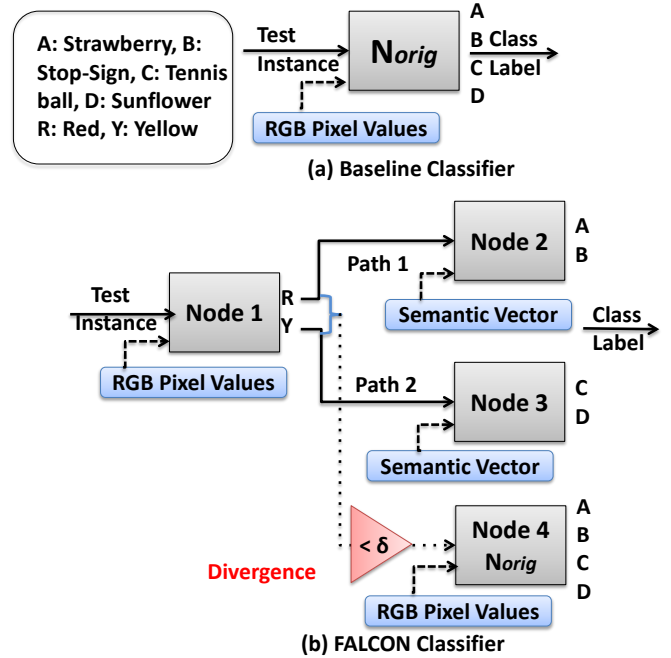 A: Strawberry, B:
Stop-Sign, C: Tennis
ball, D: Sunflower
R: Red, Y: Yellow
Test
Instance
Norig
A
B
C
D
Class
Label
RGB Pixel Values
(a) Baseline Classifier
Test
Instance
Node 1
R
Y
RGB Pixel Values
Path 1
Node 2
A
B
Semantic Vector
Class
Label
Path 2
Node 3
C
D
Semantic Vector
< δ
Divergence
Node 4
Norig
A
B
C
D
RGB Pixel Values
(b) FALCON Classifier